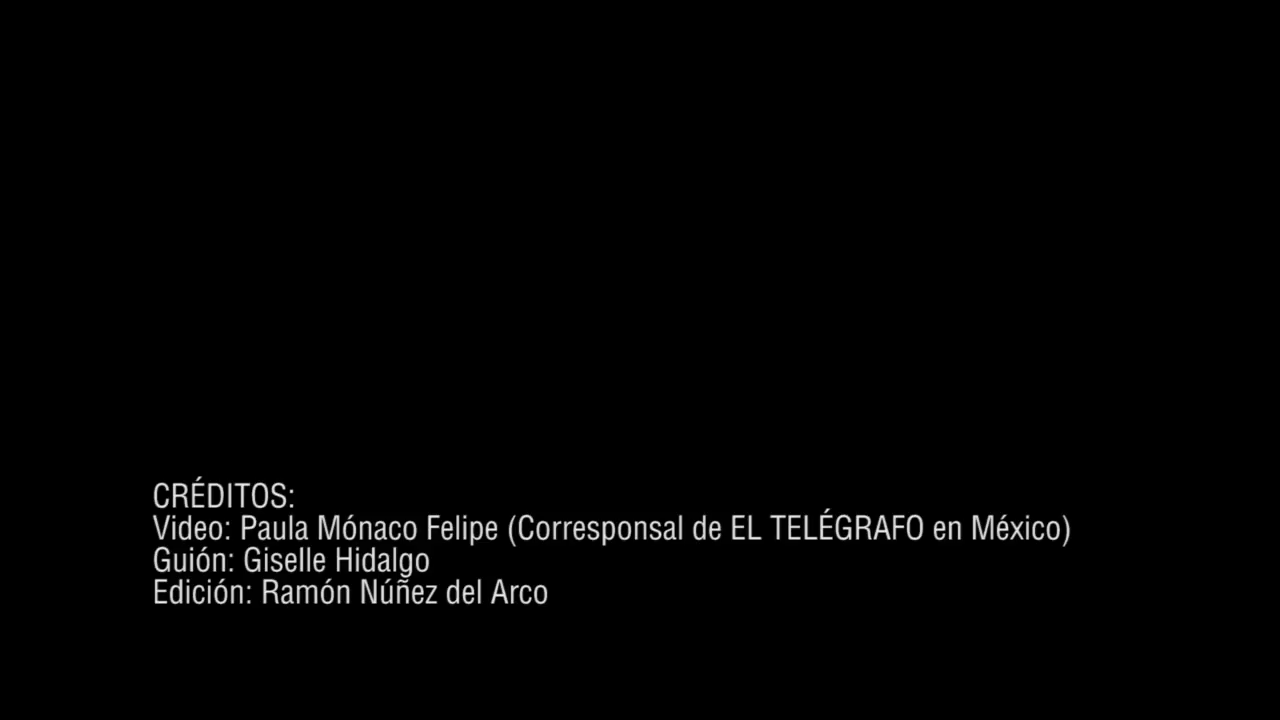 CRÉDITOS:
Video: Paula Mónaco Felipe (Corresponsal de EL TELÉGRAFO en México)
Guión: Giselle Hidalgo
Edición: Ramón Núñez del Arco